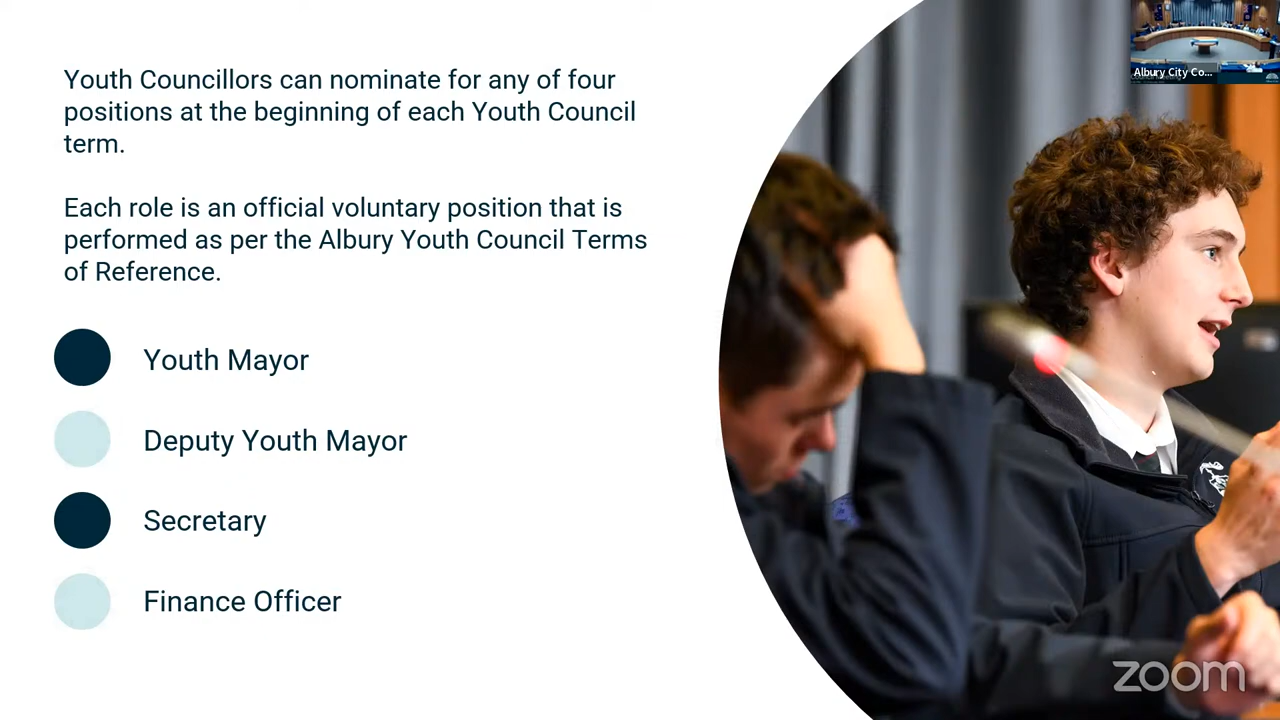 Youth Councillors can nominate for any of four
positions at the beginning of each Youth Council
term.
Each role is an official voluntary position that is
performed as per the Albury Youth Council Terms
of Reference.
Youth Mayor
Deputy Youth Mayor
Secretary
Finance Officer
Albury City Co...
zoom